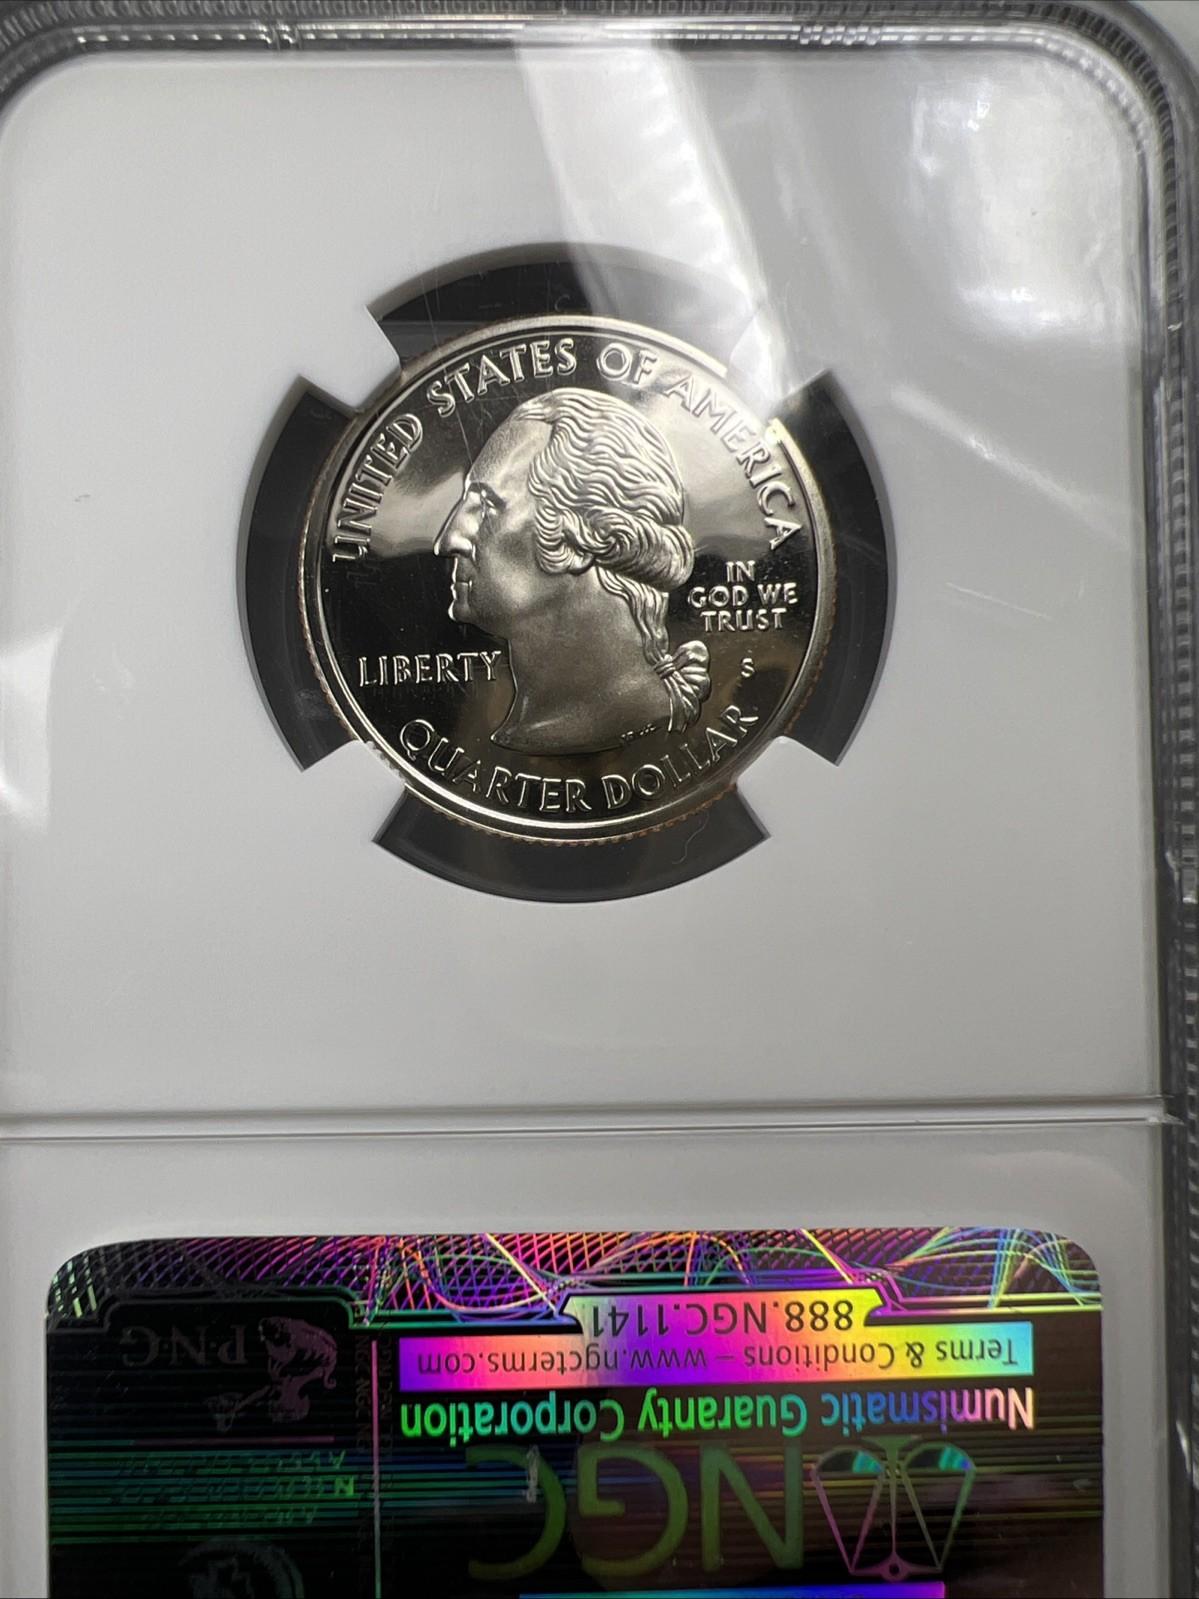 UNITED STATES OF AMERICA
IN
GOD WE
TRUST
LIBERTY
S
QUARTER DOLLAR
NGC
Numismatic Guaranty Corporation
Terms & Conditions – www.ngcterms.com
888.NGC.1141
P·N·G